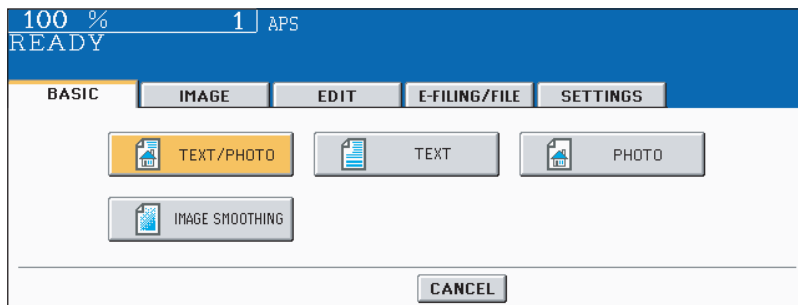 100 % 1 APS
READY
BASIC IMAGE EDIT E-FILING/FILE SETTINGS
TEXT/PHOTO TEXT PHOTO
IMAGE SMOOTHING
CANCEL